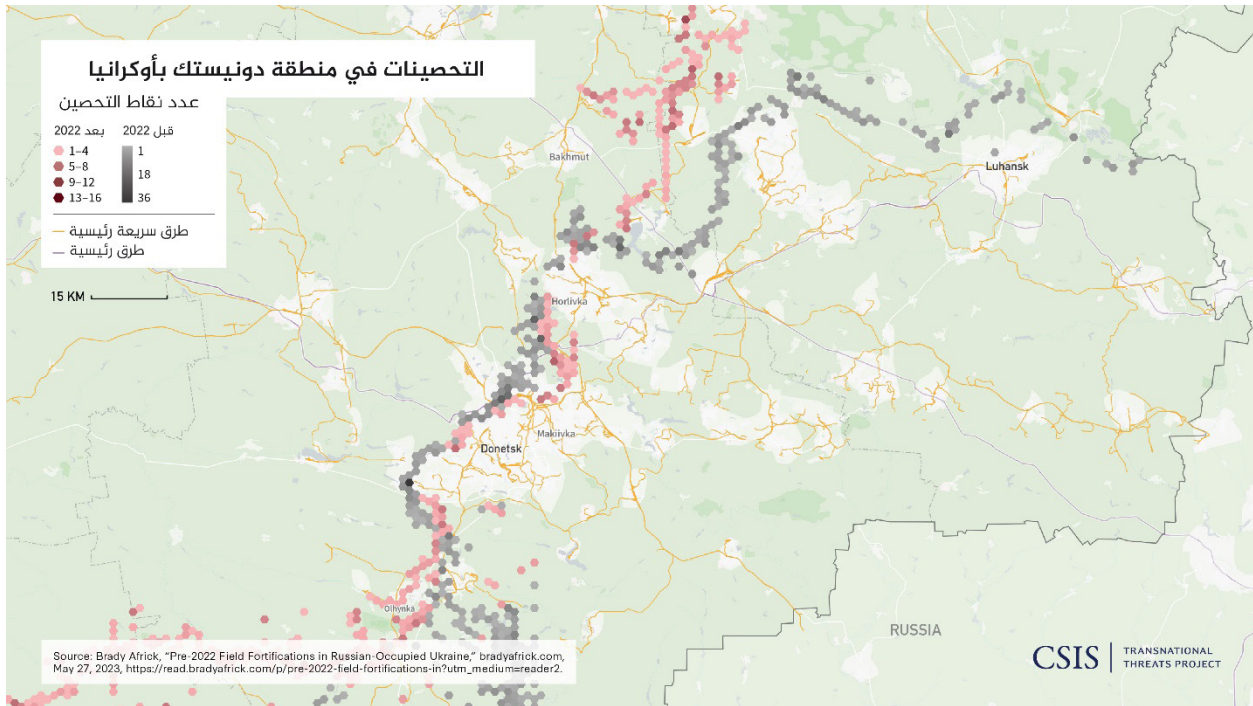 التحصينات في منطقة دونيستك بأوكرانيا
عدد نقاط التحصين
بعد 2022
قبل 2022
1–4
5–8
9–12
13–16
1
18
36
طرق سريعة رئيسية
طرق رئيسية
15 KM
Bakhmut
Luhansk
Horlivka
Makiivka
Donetsk
Olhynka
RUSSIA
Source: Brady Africk, "Pre-2022 Field Fortifications in Russian-Occupied Ukraine," bradyafrick.com,
May 27, 2023, https://read.bradyafrick.com/p/pre-2022-field-fortifications-in?utm_medium=reader2.
CSIS
TRANSNATIONAL
THREATS PROJECT